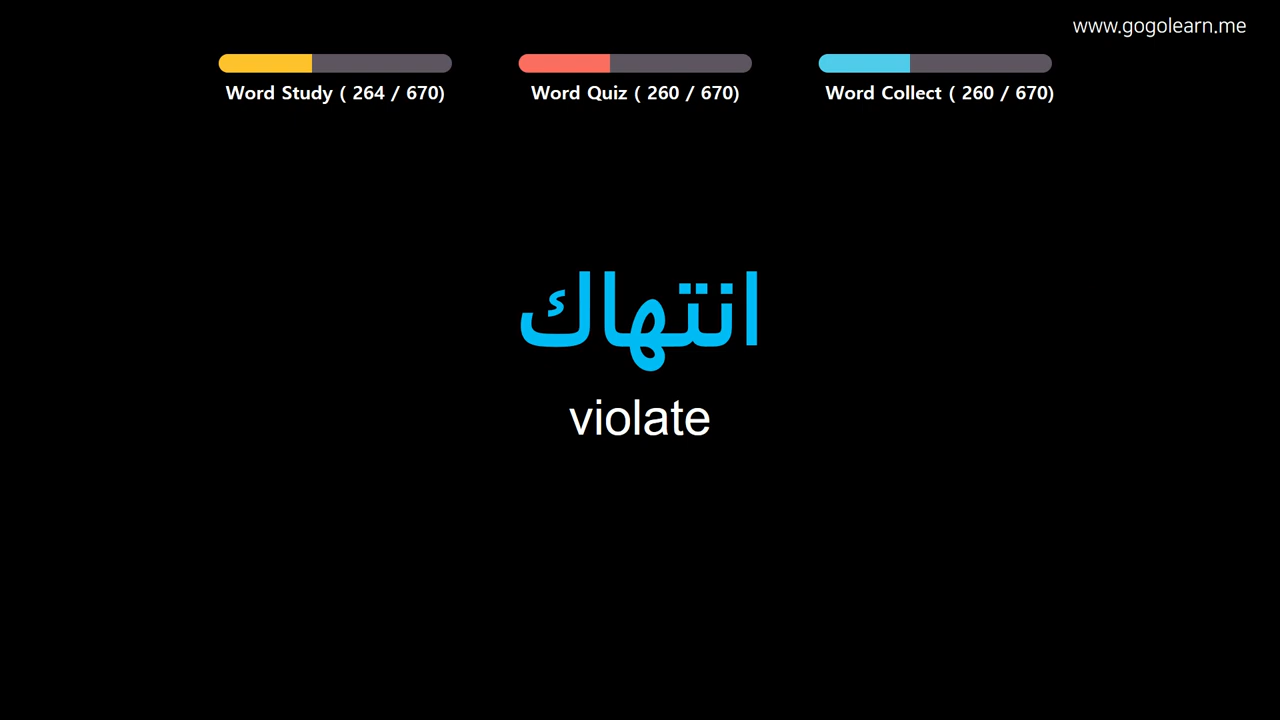 www.gogolearn.me
Word Study ( 264 / 670)
Word Quiz ( 260 / 670)
Word Collect ( 260 / 670)
انتهاك
violate